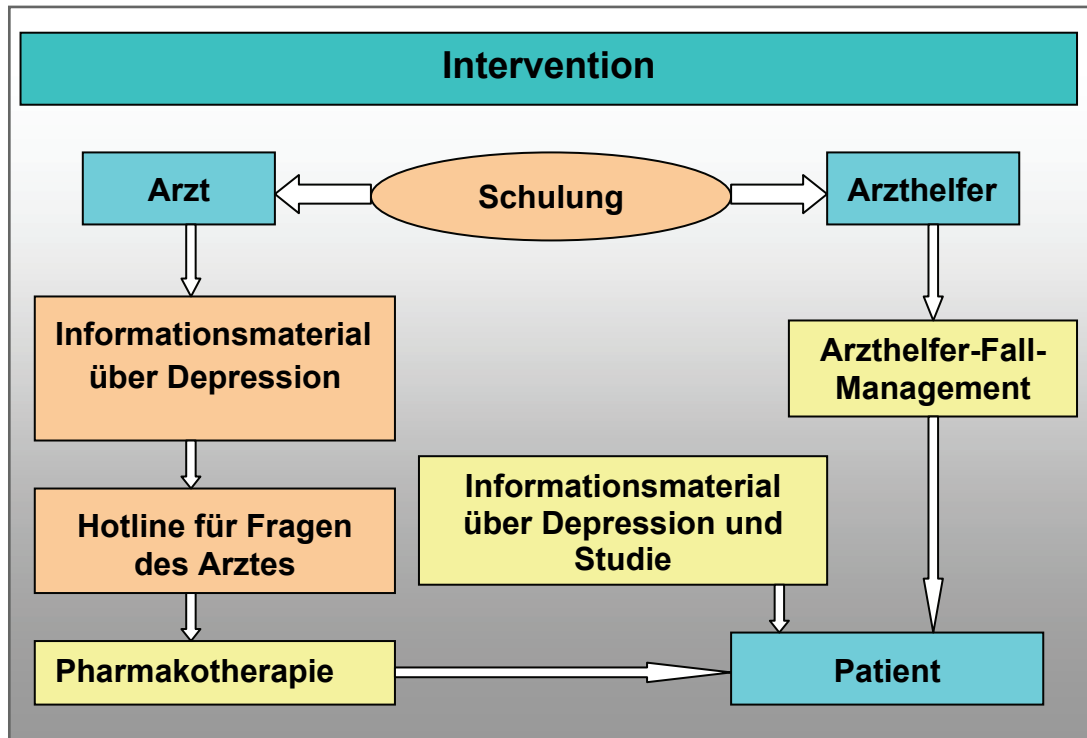 Intervention
Arzt
Schulung
Arzthelfer
Informationsmaterial
über Depression
Arzthelfer-Fall-
Management
Hotline für Fragen
des Arztes
Informationsmaterial
über Depression und
Studie
Pharmakotherapie
Patient